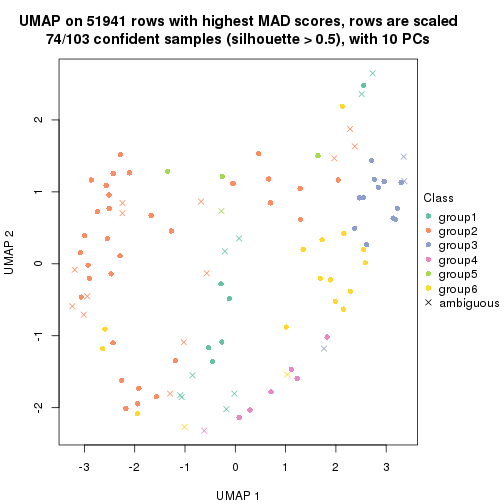 UMAP on 51941 rows with highest MAD scores, rows are scaled
74/103 confident samples (silhouette > 0.5), with 10 PCs
2
1
0
-1
-2
UMAP 2
-3
-2
-1
0
1
2
3
UMAP 1
Class
group1
group2
group3
group4
group5
group6
ambiguous